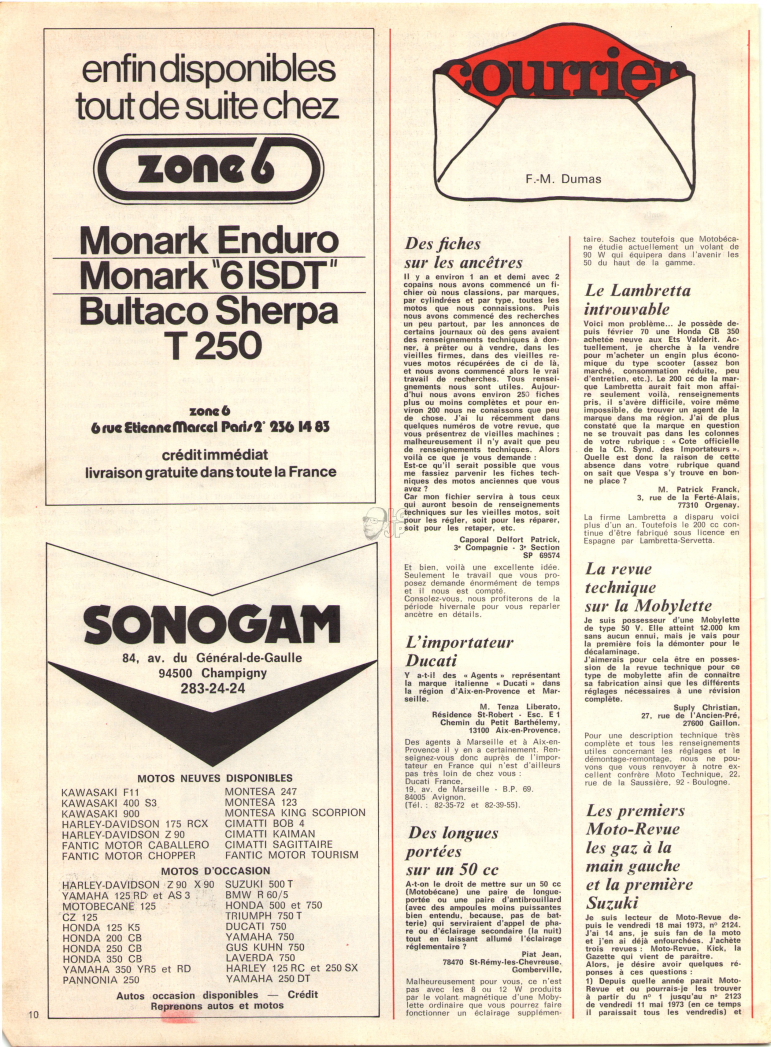 enfin disponibles
tout de suite chez
zone 6
Monark Enduro
Monark "6 ISDT"
Bultaco Sherpa
T 250
zone 6
6 rue Etienne Marcel Paris 2e 236 14 83
crédit immédiat
livraison gratuite dans toute la France
SONOGAM
84, av. du Général-de-Gaulle
94500 Champigny
283-24-24
MOTOS NEUVES DISPONIBLES
KAWASAKI F11
KAWASAKI 400 S3
KAWASAKI 900
HARLEY-DAVIDSON 175 RCX
HARLEY-DAVIDSON Z 90
FANTIC MOTOR CABALLERO
FANTIC MOTOR CHOPPER
MONTESA 247
MONTESA 123
MONTESA KING SCORPION
CIMATTI BOB 4
CIMATTI KAIMAN
CIMATTI SAGITTAIRE
FANTIC MOTOR TOURISM
MOTOS D'OCCASION
HARLEY-DAVIDSON Z 90 X 90
YAMAHA 125 RD et AS 3
MOTOBECANE 125
CZ 125
HONDA 125 K5
HONDA 200 CB
HONDA 250 CB
HONDA 350 CB
YAMAHA 350 YR5 et RD
PANNONIA 250
SUZUKI 500 T
BMW R 60/5
HONDA 500 et 750
TRIUMPH 750 T
DUCATI 750
YAMAHA 750
GUS KUHN 750
LAVERDA 750
HARLEY 125 RC et 250 SX
YAMAHA 250 DT
Autos occasion disponibles — Crédit
Reprenons autos et motos
10
courrier
F.-M. Dumas
Des fiches
sur les ancêtres
Il y a environ 1 an et demi avec 2
copains nous avons commencé un fi-
chier où nous classions, par marques,
par cylindrées et par type, toutes les
motos que nous connaissions. Puis
nous avons commencé des recherches
un peu partout, par les annonces de
certains journaux où des gens avaient
des renseignements techniques à don-
ner, à prêter ou à vendre, dans les
vieilles firmes, dans des vieilles re-
vues motos récupérées de ci de là,
et nous avons commencé alors le vrai
travail de recherches. Tous rensei-
gnements nous sont utiles. Aujour-
d'hui nous avons environ 250 fiches
plus ou moins complètes et pour en-
viron 200 nous ne conaissons que peu
de chose. J'ai lu récemment dans
quelques numéros de votre revue, que
vous présentrez de vieilles machines ;
malheureusement il n'y avait que peu
de renseignements techniques. Alors
voilà ce que je vous demande :
Est-ce qu'il serait possible que vous
me fassiez parvenir les fiches tech-
niques des motos anciennes que vous
avez ?
Car mon fichier servira à tous ceux
qui auront besoin de renseignements
techniques sur les vieilles motos, soit
pour les régler, soit pour les réparer,
soit pour les retaper, etc.
Caporal Delfort Patrick,
3e Compagnie - 3e Section
SP 69574
Et bien, voilà une excellente idée.
Seulement le travail que vous pro-
posez demande énormément de temps
et il nous est compté.
Consolez-vous, nous profiterons de la
période hivernale pour vous reparler
ancêtre en détails.
L'importateur
Ducati
Y a-t-il des « Agents » représentant
la marque italienne « Ducati » dans
la région d'Aix-en-Provence et Mar-
seille.
M. Tenza Liberato,
Résidence St-Robert - Esc. E 1
Chemin du Petit Barthélemy,
13100 Aix-en-Provence.
Des agents à Marseille et à Aix-en-
Provence il y en a certainement. Ren-
seignez-vous donc auprès de l'impor-
tateur en France qui n'est d'ailleurs
pas très loin de chez vous :
Ducati France,
19, av. de Marseille - B.P. 69.
84005 Avignon.
(Tél. : 82-35-72 et 82-39-55).
Des longues
portées
sur un 50 cc
A-t-on le droit de mettre sur un 50 cc
(Motobécane) une paire de longue-
portée ou une paire d'antibrouillard
(avec des ampoules moins puissantes
bien entendu, because, pas de bat-
terie) qui serviraient d'appel de pha-
re ou d'éclairage secondaire (la nuit)
tout en laissant allumé l'éclairage
réglementaire ?
Piat Jean,
78470 St-Rémy-les-Chevreuse,
Gomberville.
Malheureusement pour vous, ce n'est
pas avec les 8 ou 12 W produits
par le volant magnétique d'une Moby-
lette ordinaire que vous pourrez faire
fonctionner un éclairage supplémen-
taire. Sachez toutefois que Motobéca-
ne étudie actuellement un volant de
90 W qui équipera dans l'avenir les
50 du haut de la gamme.
Le Lambretta
introuvable
Voici mon problème... Je possède de-
puis février 70 une Honda CB 350
achetée neuve aux Ets Valderit. Ac-
tuellement, je cherche à la vendre
pour m'acheter un engin plus écono-
mique du type scooter (assez bon
marché, consommation réduite, peu
d'entretien, etc.). Le 200 cc de la mar-
que Lambretta aurait fait mon affai-
re seulement voilà, renseignements
pris, il s'avère difficile, voire même
impossible, de trouver un agent de la
marque dans ma région. J'ai de plus
constaté que la marque en question
ne se trouvait pas dans les colonnes
de votre rubrique : « Cote officielle
de la Ch. Synd. des Importateurs ».
Quelle est donc la raison de cette
absence dans votre rubrique quand
on sait que Vespa s'y trouve en bon-
ne place ?
M. Patrick Franck,
3, rue de la Ferté-Alais,
77310 Orgenay.
La firme Lambretta a disparu voici
plus d'un an. Toutefois le 200 cc con-
tinue d'être fabriqué sous licence en
Espagne par Lambretta-Servetta.
La revue
technique
sur la Mobylette
Je suis possesseur d'une Mobylette
de type 50 V. Elle atteint 12.000 km
sans aucun ennui, mais je vais pour
la première fois la démonter pour le
décalaminage.
J'aimerais pour cela être en posses-
sion de la revue technique pour ce
type de mobylette afin de connaître
sa fabrication ainsi que les différents
réglages nécessaires à une révision
complète.
Suply Christian,
27, rue de l'Ancien-Pré,
27600 Gaillon.
Pour une description technique très
complète et tous les renseignements
utiles concernant les réglages et le
démontage-remontage, nous ne pou-
vons que vous renvoyer à notre ex-
cellent confrère Moto Technique, 22,
rue de la Saussière, 92 - Boulogne.
Les premiers
Moto-Revue
les gaz à la
main gauche
et la première
Suzuki
Je suis lecteur de Moto-Revue de-
puis le vendredi 18 mai 1973, nº 2124.
J'ai 14 ans, je suis fan de la moto
et j'en ai déjà enfourchées. J'achète
trois revues : Moto-Revue, Kick, la
Gazette qui vient de paraître.
Alors, je désire avoir quelques ré-
ponses à ces questions :
1) Depuis quelle année parait Moto-
Revue et pourrais-je les trouver
à partir du nº 1 jusqu'au nº 2123
de vendredi 11 mai 1973 (en ce temps
il paraissait tous les vendredis) et